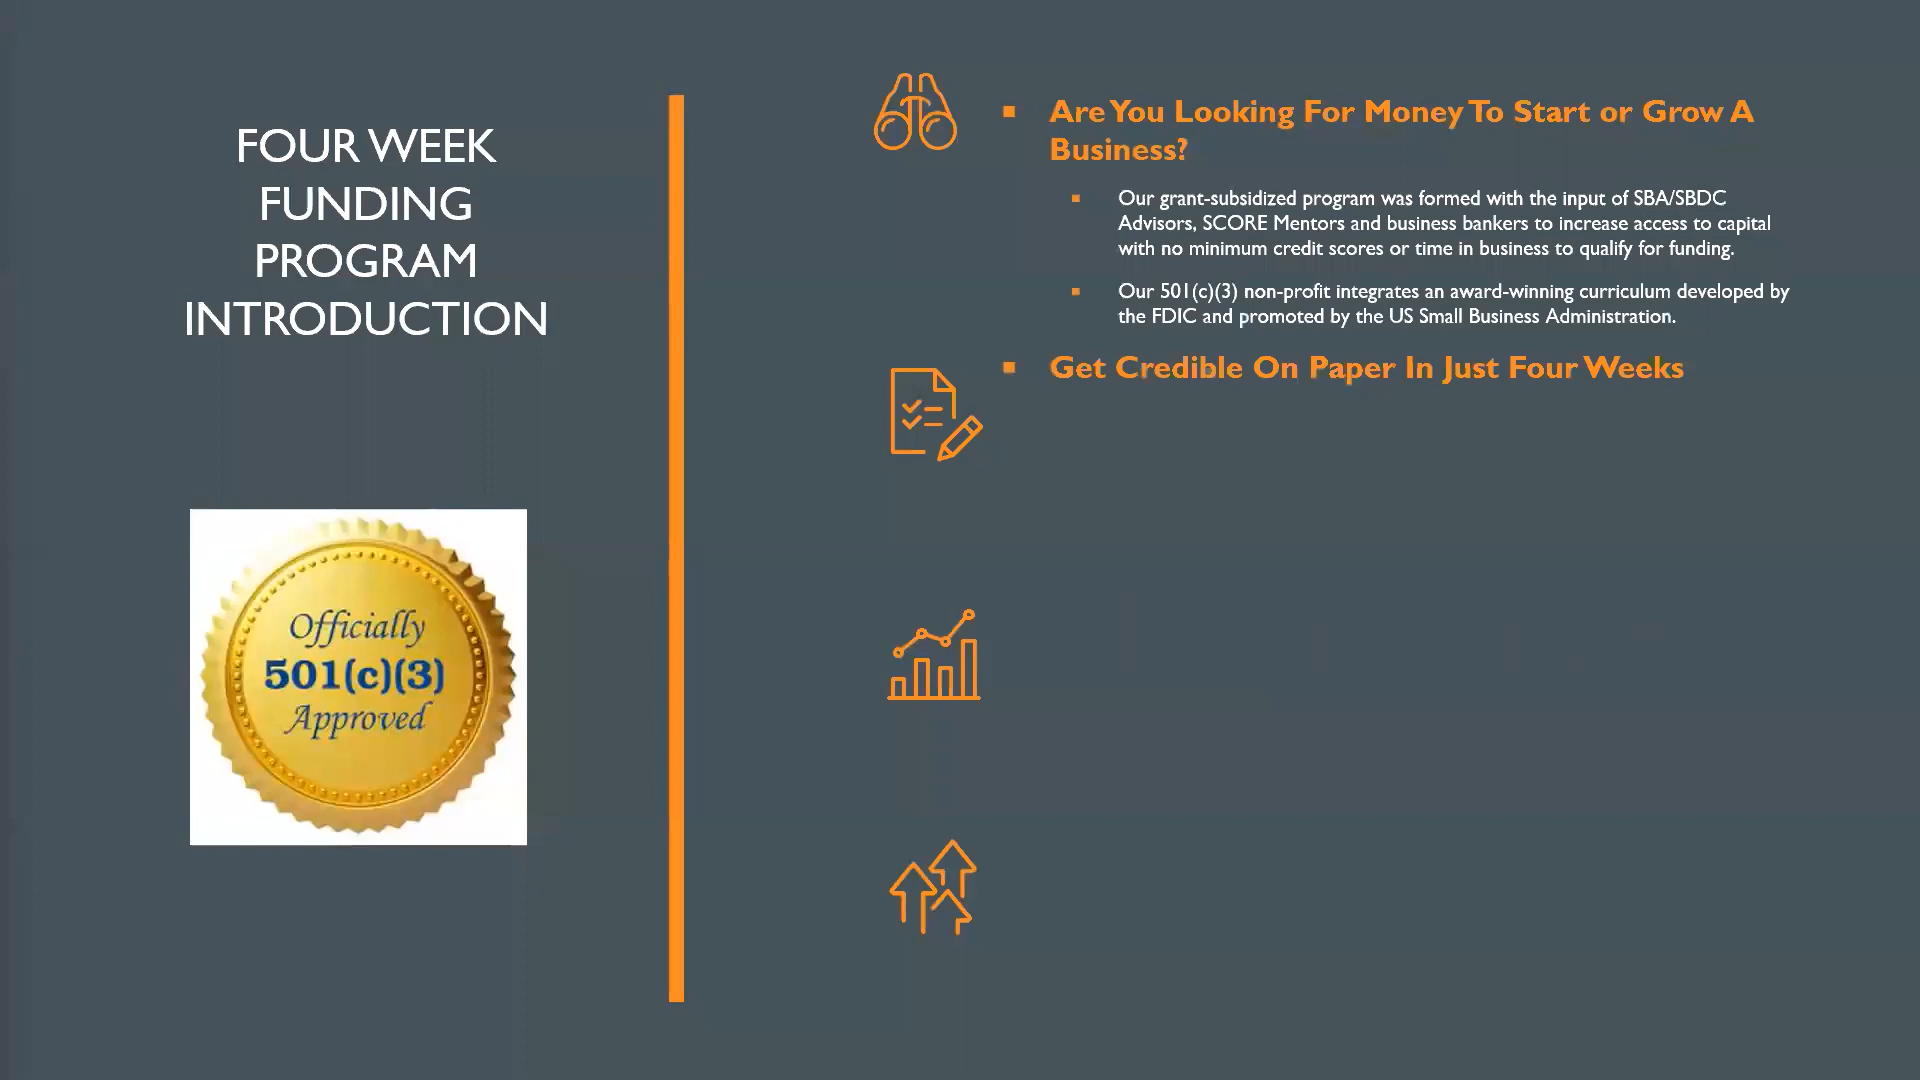 FOUR WEEK
FUNDING
PROGRAM
INTRODUCTION
Officially
501(c)(3)
Approved
▪ Are You Looking For Money To Start or Grow A
Business?
▪ Our grant-subsidized program was formed with the input of SBA/SBDC
Advisors, SCORE Mentors and business bankers to increase access to capital
with no minimum credit scores or time in business to qualify for funding.
▪ Our 501(c)(3) non-profit integrates an award-winning curriculum developed by
the FDIC and promoted by the US Small Business Administration.
▪ Get Credible On Paper In Just Four Weeks